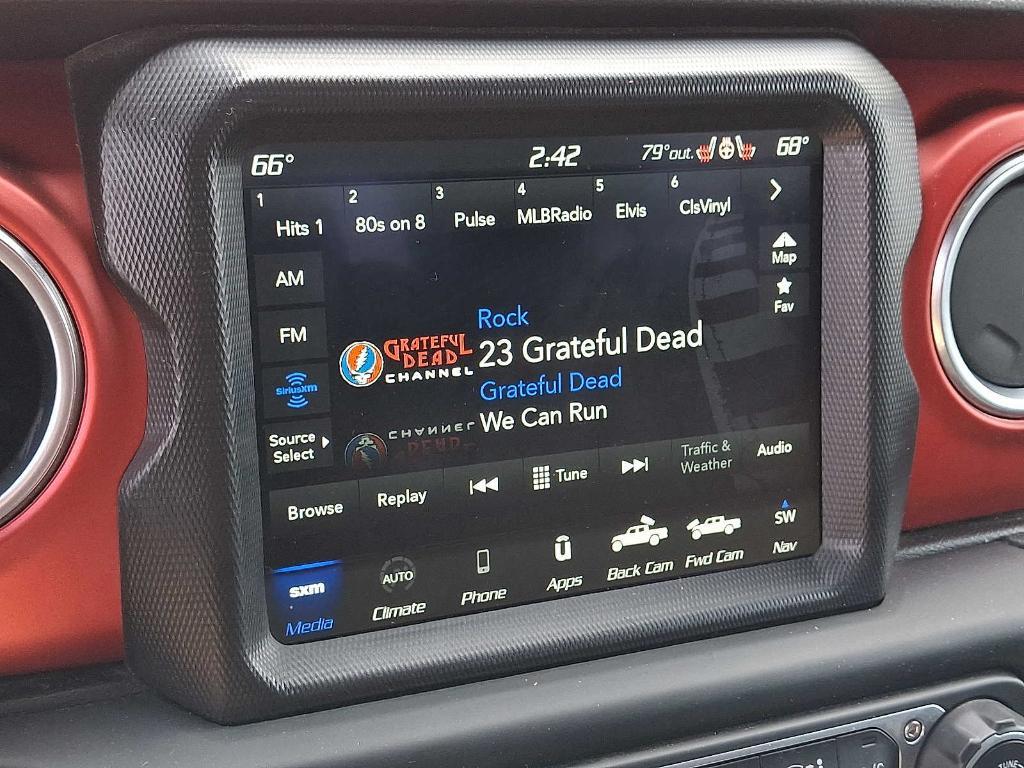 66° 2:42 79°out. 68°
1 2 3 4 5 6
Hits 1 80s on 8 Pulse MLBRadio Elvis ClsVinyl
AM
Map
FM
Fav
SiriusXM
Source
Select
GRATEFUL
DEAD
CHANNEL
Rock
23 Grateful Dead
Grateful Dead
We Can Run
Browse Replay Tune Traffic &
Weather Audio
sxm AUTO ū SW
Media Climate Phone Apps Back Cam Fwd Cam Nav
TUNE